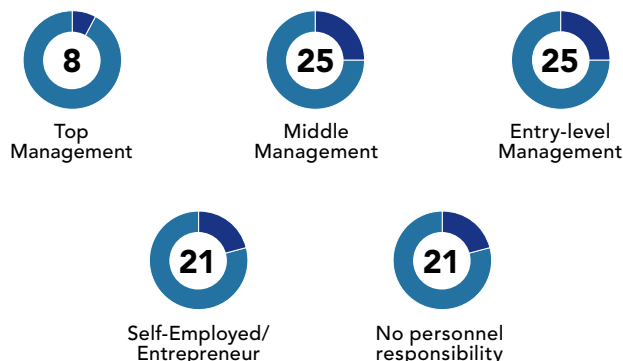 8
25
25
Top
Management
Middle
Management
Entry-level
Management
21
21
Self-Employed/
Entrepreneur
No personnel
responsibility